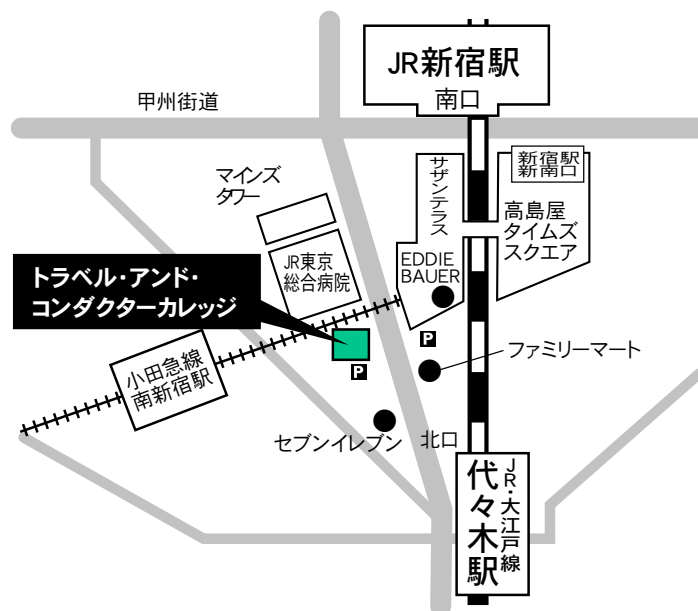 JR新宿駅
南口
甲州街道
マインズ
タワー
サザンテラス
新宿駅
新南口
高島屋
タイムズ
スクエア
JR東京
総合病院
EDDIE
BAUER
トラベル・アンド・
コンダクターカレッジ
小田急線
南新宿駅
P
ファミリーマート
P
セブンイレブン
北口
代々木駅
JR・大江戸線